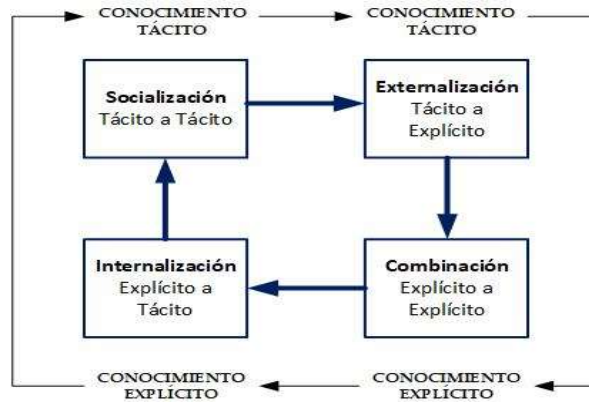 CONOCIMIENTO TÁCITO
CONOCIMIENTO TÁCITO
Socialización
Tácito a Tácito
Externalización
Tácito a
Explícito
Internalización
Explícito a
Tácito
Combinación
Explícito a
Explícito
CONOCIMIENTO EXPLÍCITO
CONOCIMIENTO EXPLÍCITO